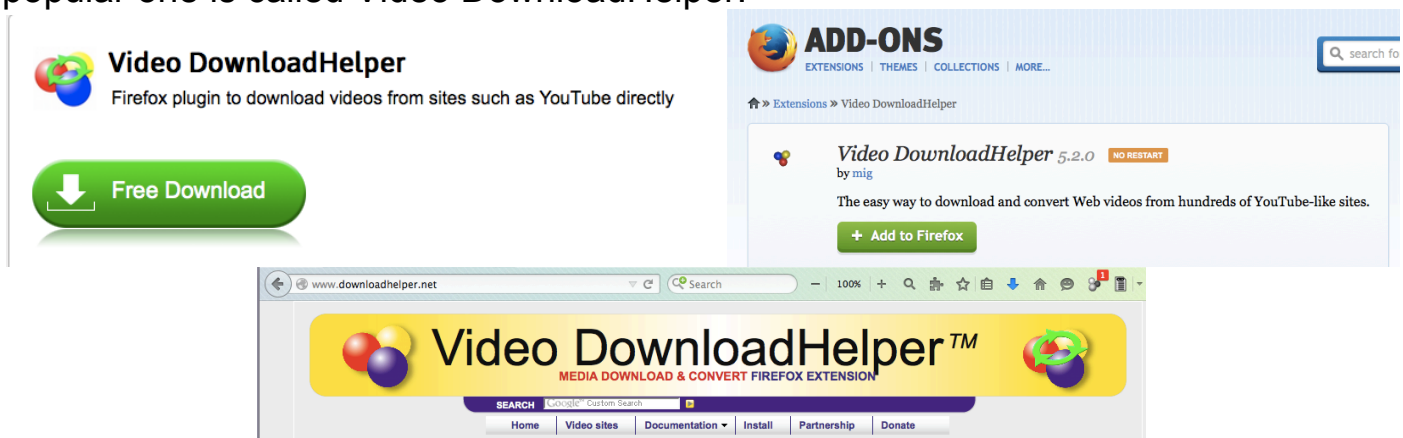 popular one is called Video DownloadHelper.
Video DownloadHelper
Firefox plugin to download videos from sites such as YouTube directly
Free Download
ADD-ONS
EXTENSIONS | THEMES | COLLECTIONS | MORE...
search fo
» Extensions » Video DownloadHelper
Video DownloadHelper 5.2.0 NO RESTART
by mig
The easy way to download and convert Web videos from hundreds of YouTube-like sites.
+ Add to Firefox
www.downloadhelper.net
Search
100%
1
Video DownloadHelper™
MEDIA DOWNLOAD & CONVERT FIREFOX EXTENSION
SEARCH Google™ Custom Search
Home Video sites Documentation Install Partnership Donate